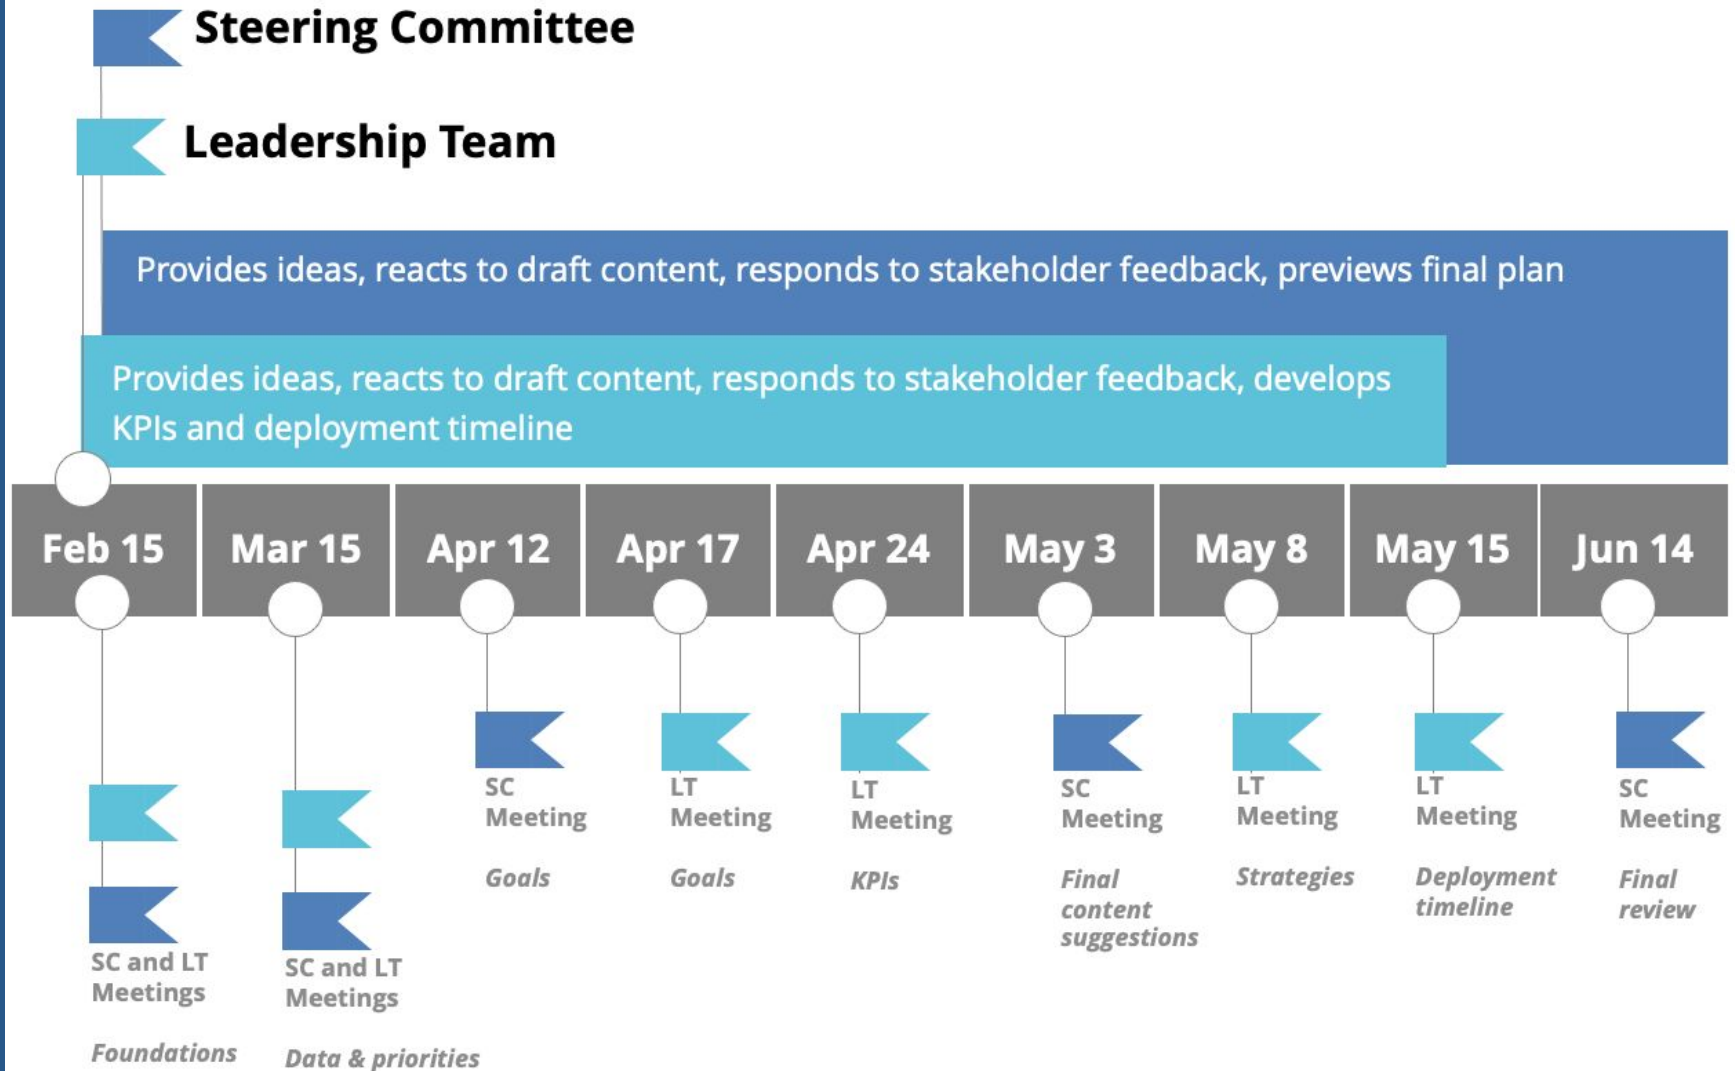 Steering Committee
Leadership Team
Provides ideas, reacts to draft content, responds to stakeholder feedback, previews final plan
Provides ideas, reacts to draft content, responds to stakeholder feedback, develops
KPIs and deployment timeline
Feb 15
Mar 15
Apr 12
Apr 17
Apr 24
May 3
May 8
May 15
Jun 14
SC and LT
Meetings
Foundations
SC and LT
Meetings
Data & priorities
SC
Meeting
Goals
LT
Meeting
Goals
LT
Meeting
KPIs
SC
Meeting
Final
content
suggestions
LT
Meeting
Strategies
LT
Meeting
Deployment
timeline
SC
Meeting
Final
review